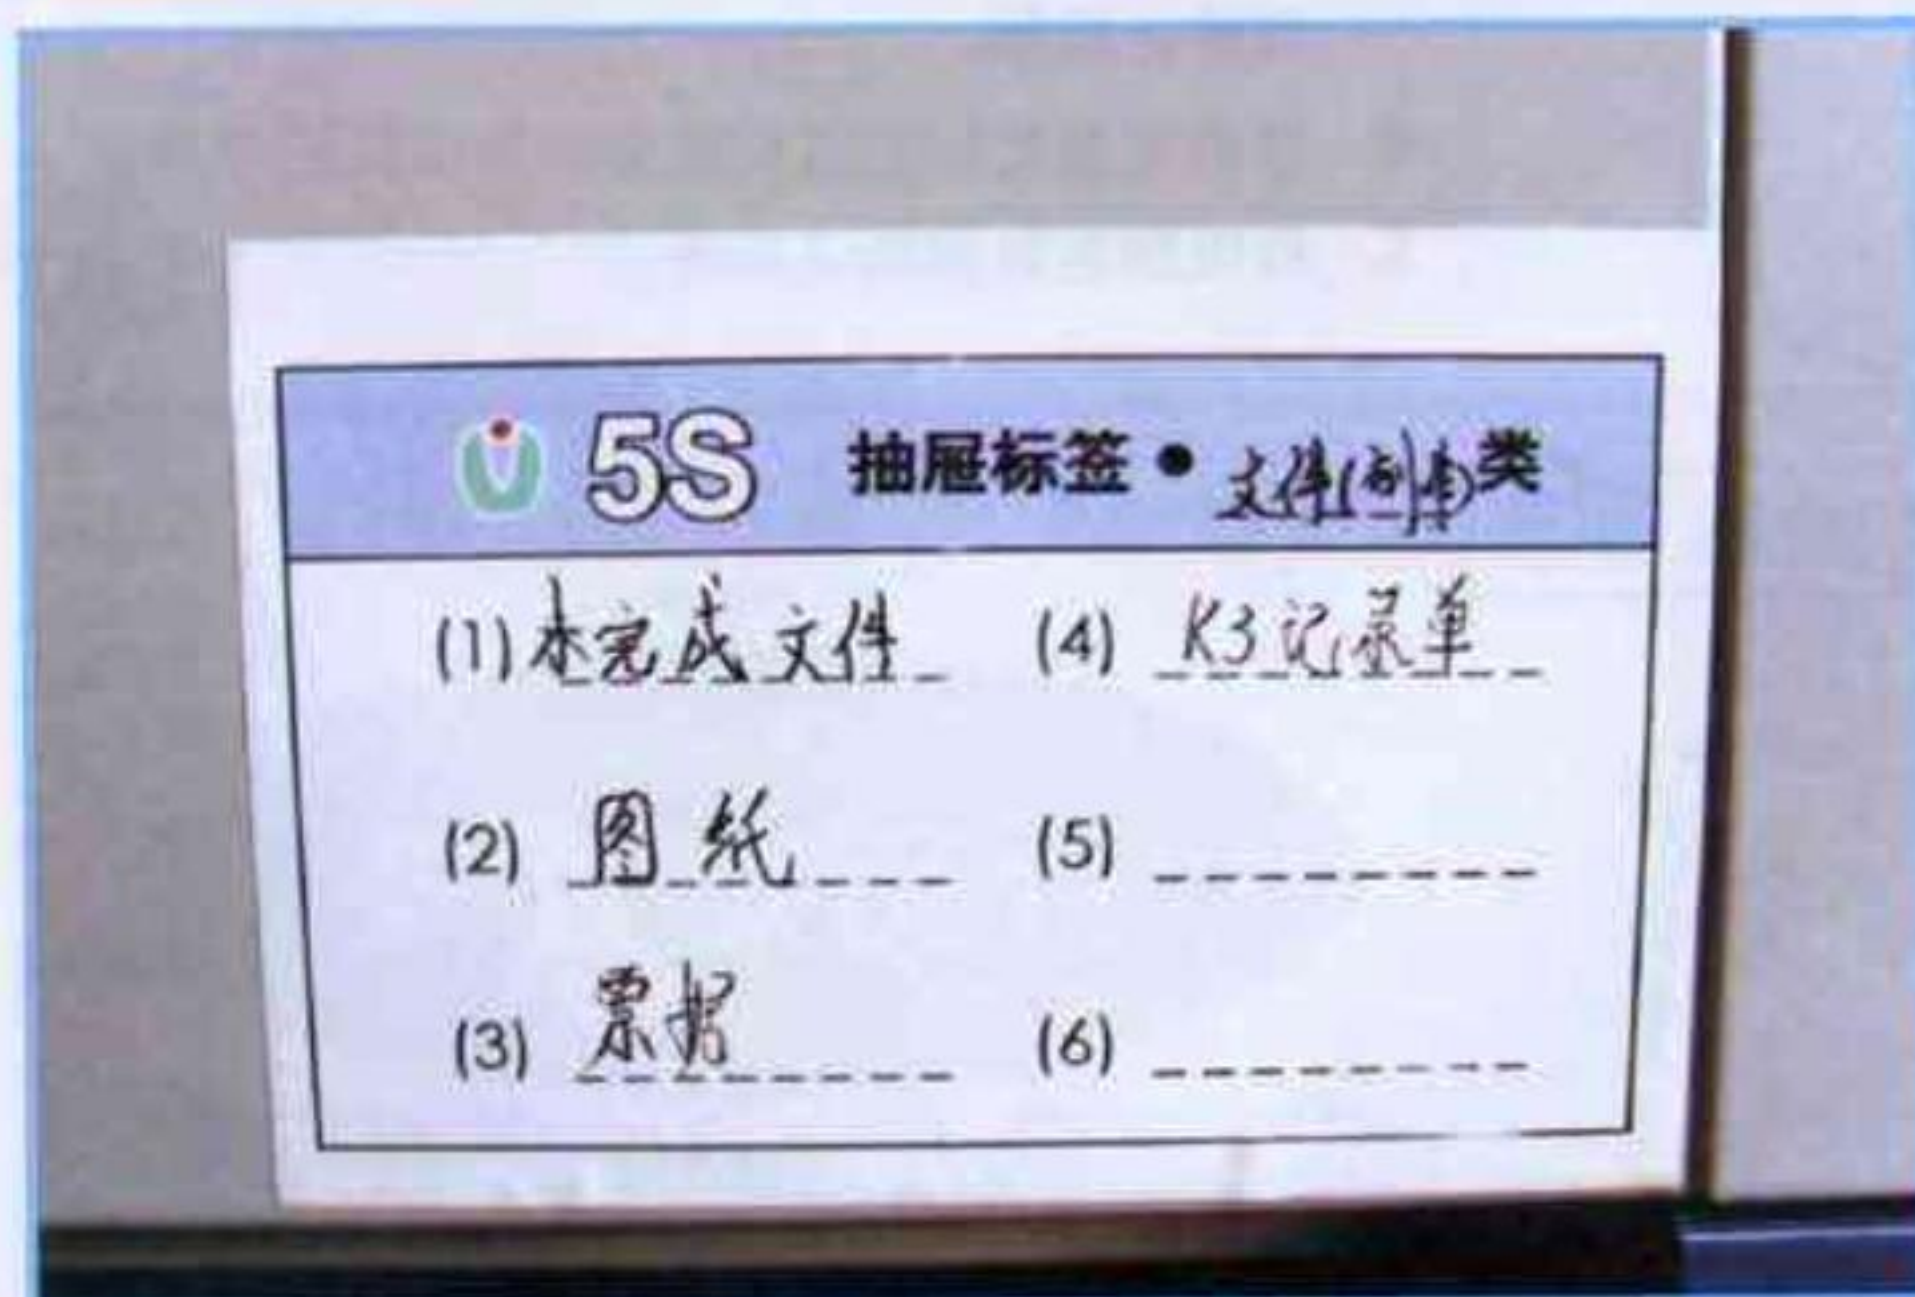 5S 抽屉标签•文件()类
(1)本完成文件 (4) K3记录单
(2) 图纸 (5)
(3) 票据 (6)